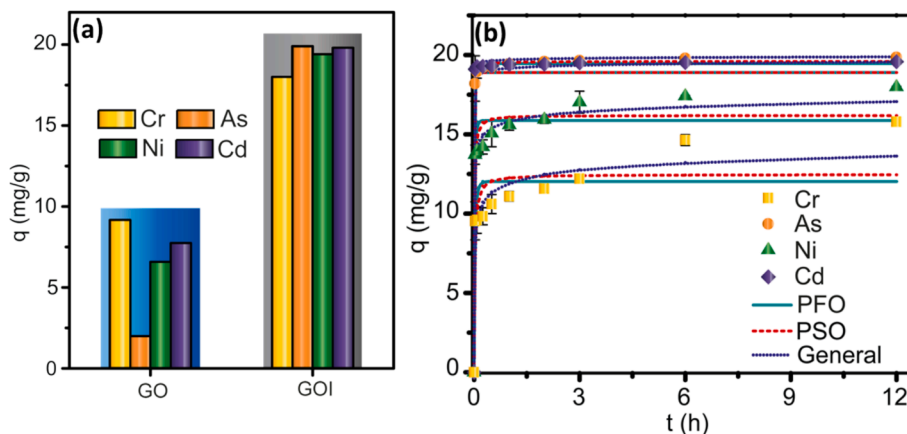 (a)
20
15
10
5
0
q (mg/g)
Cr
As
Ni
Cd
GO
GOI
(b)
20
15
10
5
0
q (mg/g)
Cr
As
Ni
Cd
PFO
PSO
General
0
3
6
9
12
t (h)